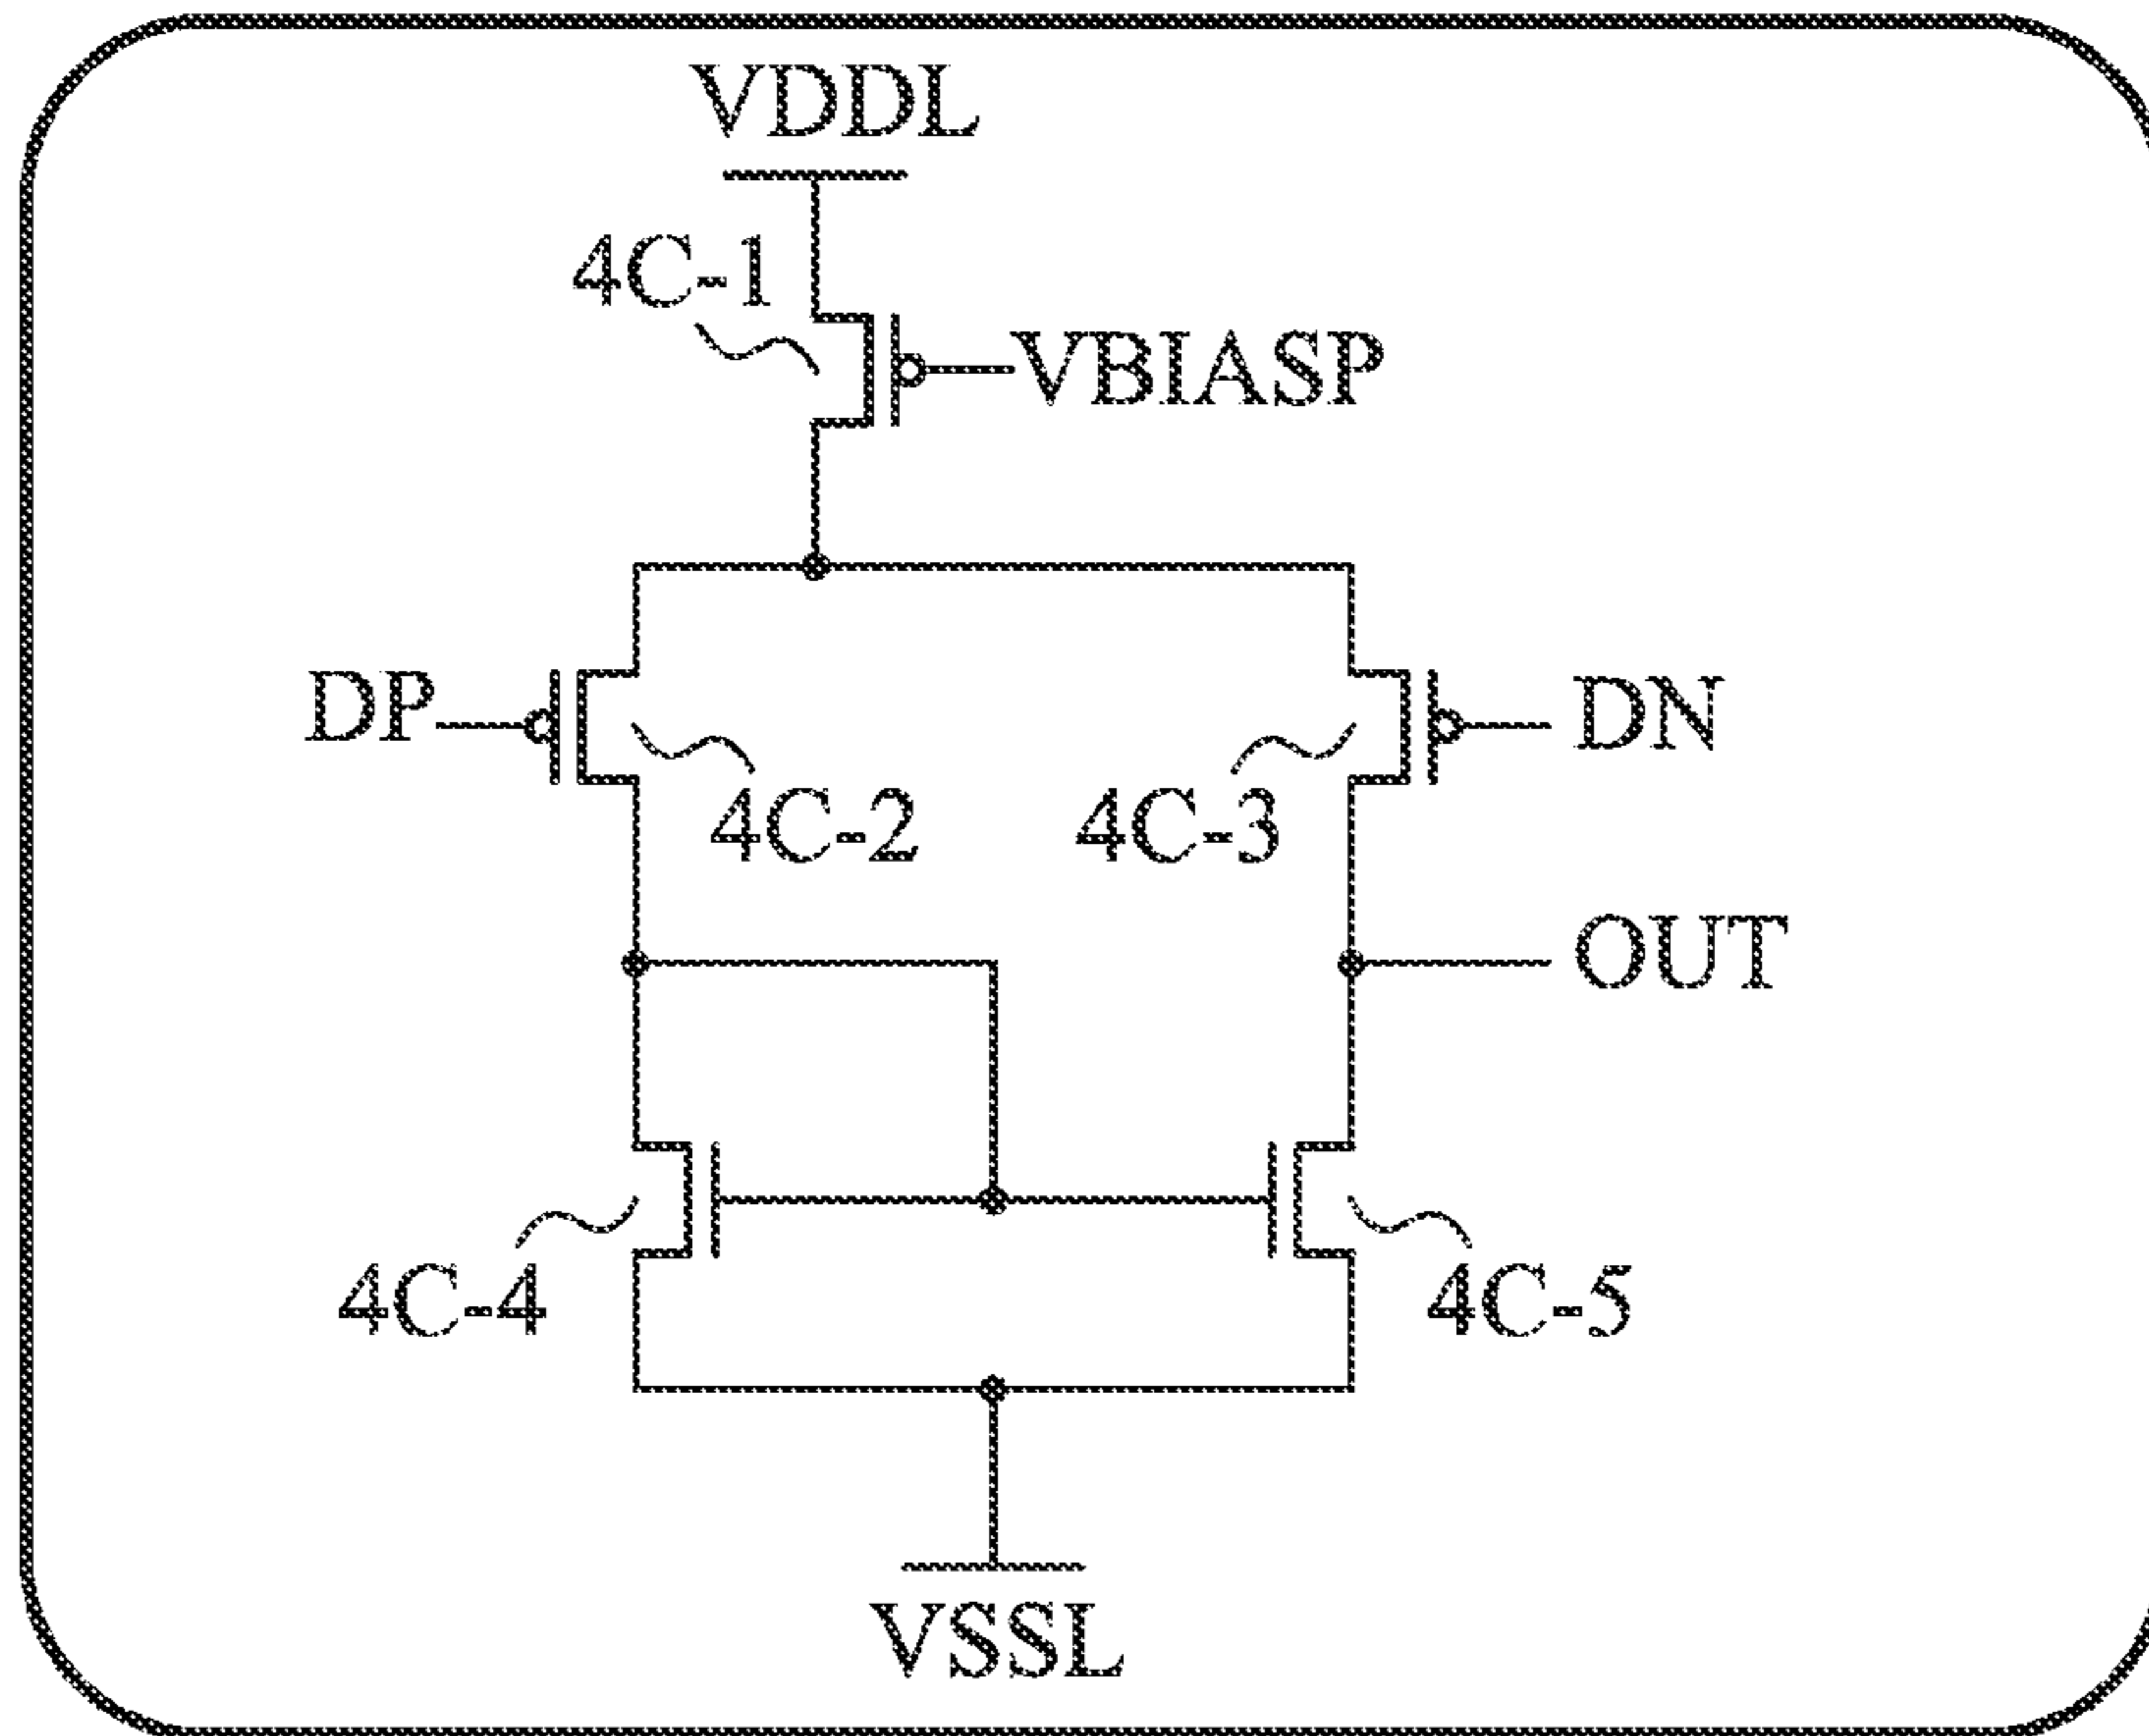 VDDL
4C-1
VBIASP
DP
DN
4C-2
4C-3
OUT
4C-4
4C-5
VSSL